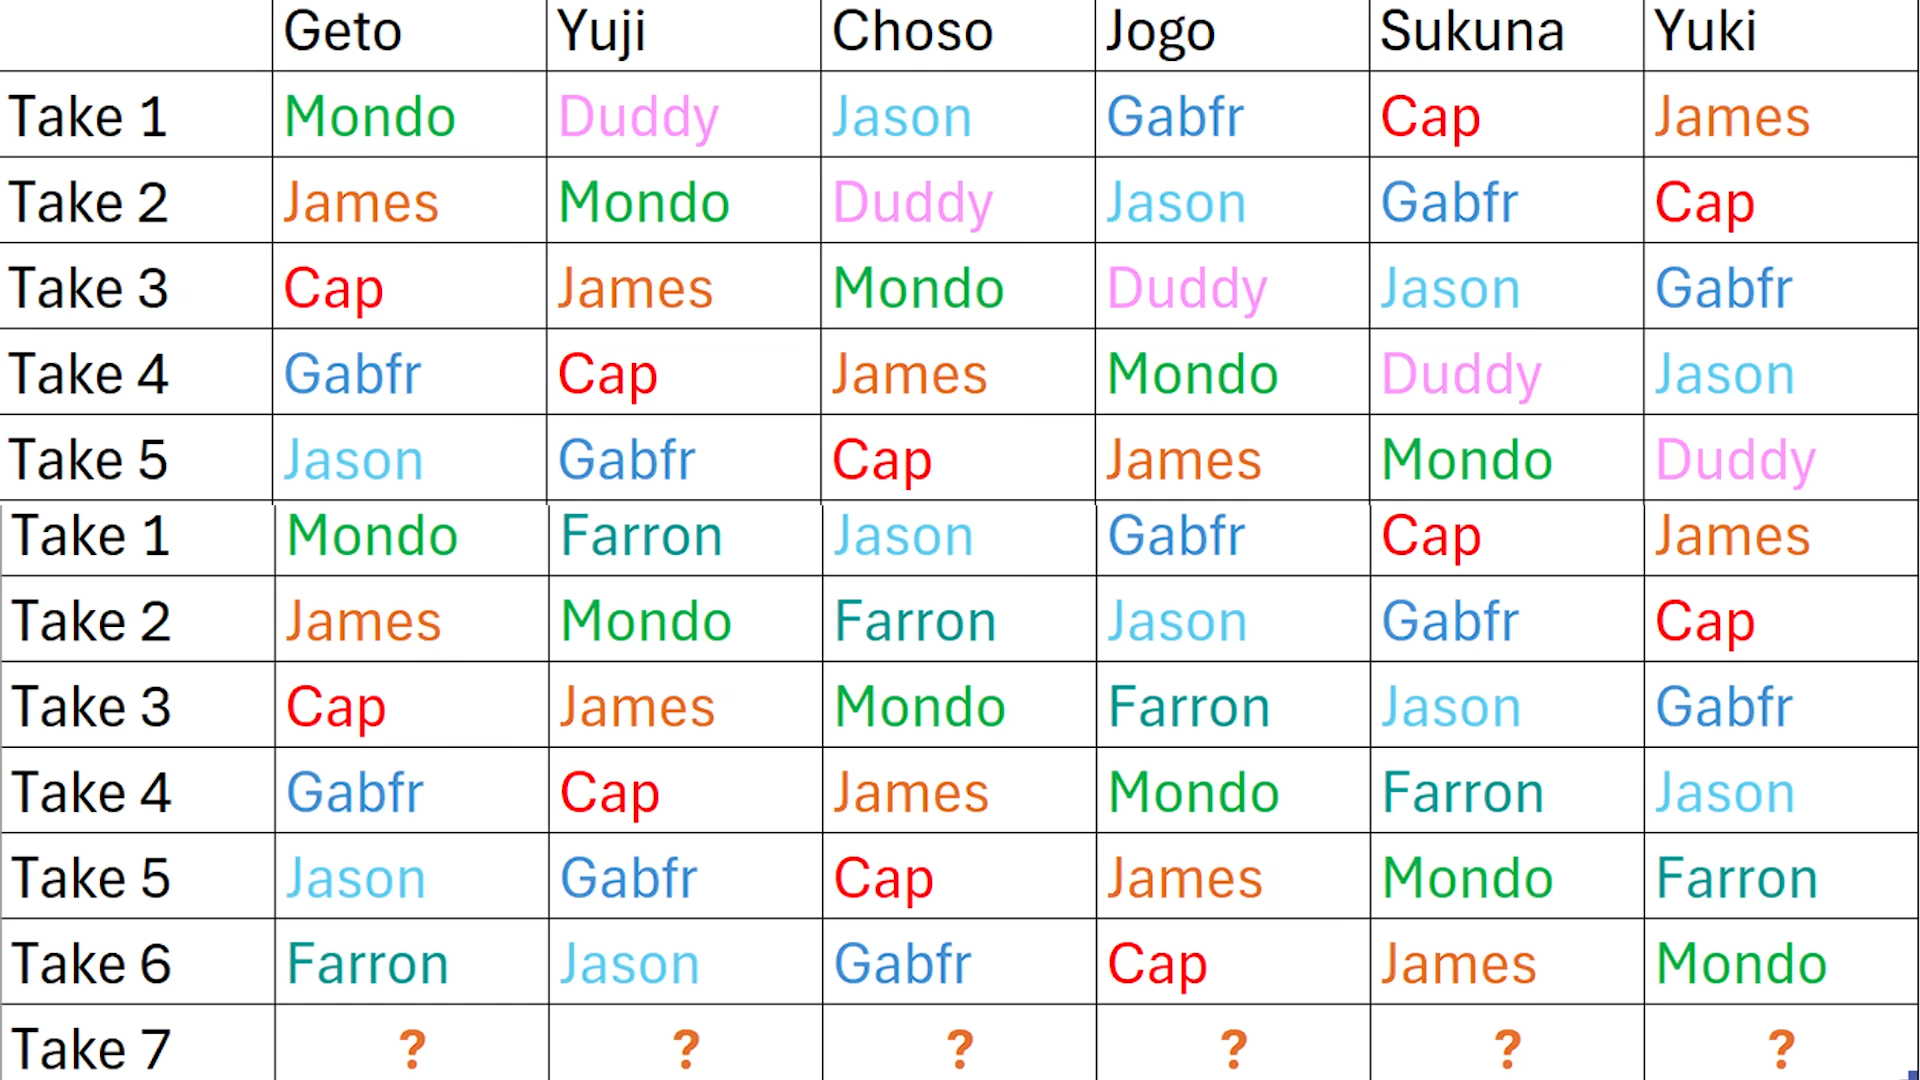 Geto Yuji Choso Jogo Sukuna Yuki
Take 1 Mondo Duddy Jason Gabfr Cap James
Take 2 James Mondo Duddy Jason Gabfr Cap
Take 3 Cap James Mondo Duddy Jason Gabfr
Take 4 Gabfr Cap James Mondo Duddy Jason
Take 5 Jason Gabfr Cap James Mondo Duddy
Take 1 Mondo Farron Jason Gabfr Cap James
Take 2 James Mondo Farron Jason Gabfr Cap
Take 3 Cap James Mondo Farron Jason Gabfr
Take 4 Gabfr Cap James Mondo Farron Jason
Take 5 Jason Gabfr Cap James Mondo Farron
Take 6 Farron Jason Gabfr Cap James Mondo
Take 7 ? ? ? ? ? ?